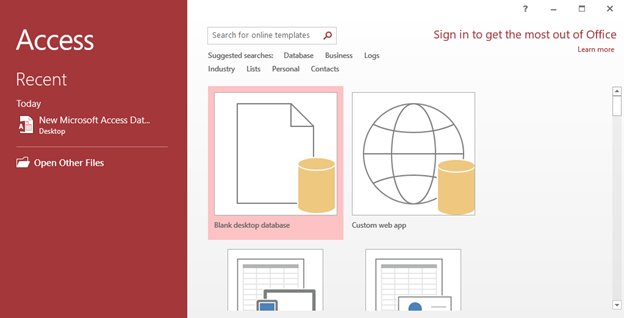 ?
Access
Recent
Today
New Microsoft Access Dat...
Desktop
Open Other Files
Search for online templates
Sign in to get the most out of Office
Learn more
Suggested searches: Database Business Logs
Industry Lists Personal Contacts
Blank desktop database
Custom web app